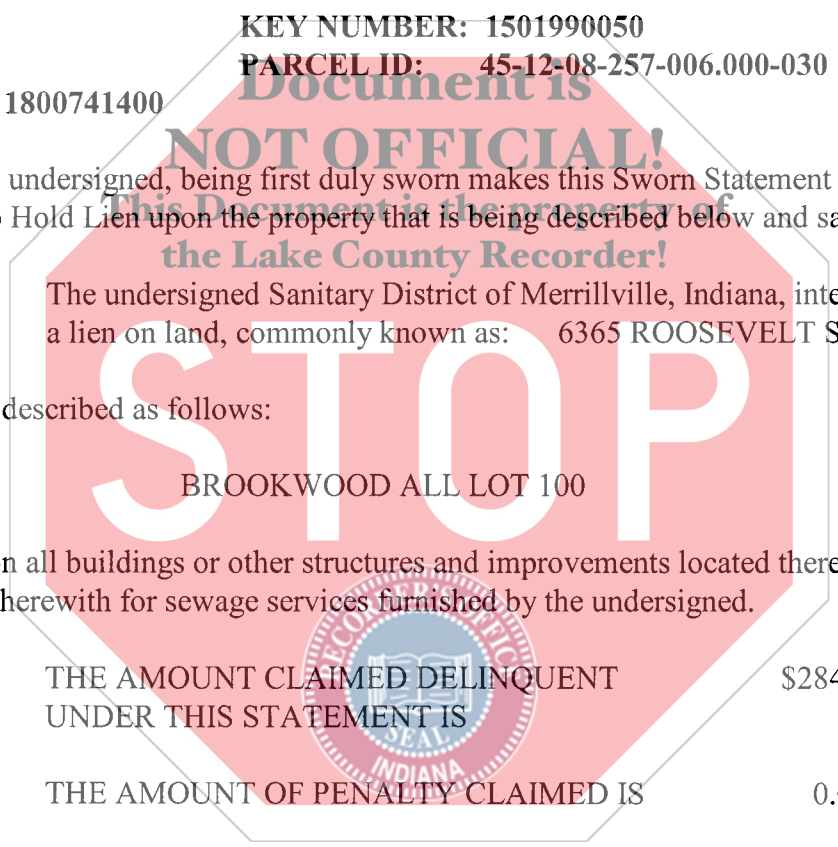 KEY NUMBER: 1501990050
PARCEL ID: 45-12-08-257-006.000-030
1800741400
Document is
NOT OFFICIAL!
undersigned, being first duly sworn makes this Sworn Statement
This Document is the property of
Hold Lien upon the property that is being described below and sa
the Lake County Recorder!
The undersigned Sanitary District of Merrillville, Indiana, inte
a lien on land, commonly known as: 6365 ROOSEVELT S
STOP
described as follows:
BROOKWOOD ALL LOT 100
n all buildings or other structures and improvements located there
herewith for sewage services furnished by the undersigned.
RECORDER'S OFFICE
SEAL
INDIANA
THE AMOUNT CLAIMED DELINQUENT $284
UNDER THIS STATEMENT IS
THE AMOUNT OF PENALTY CLAIMED IS 0.